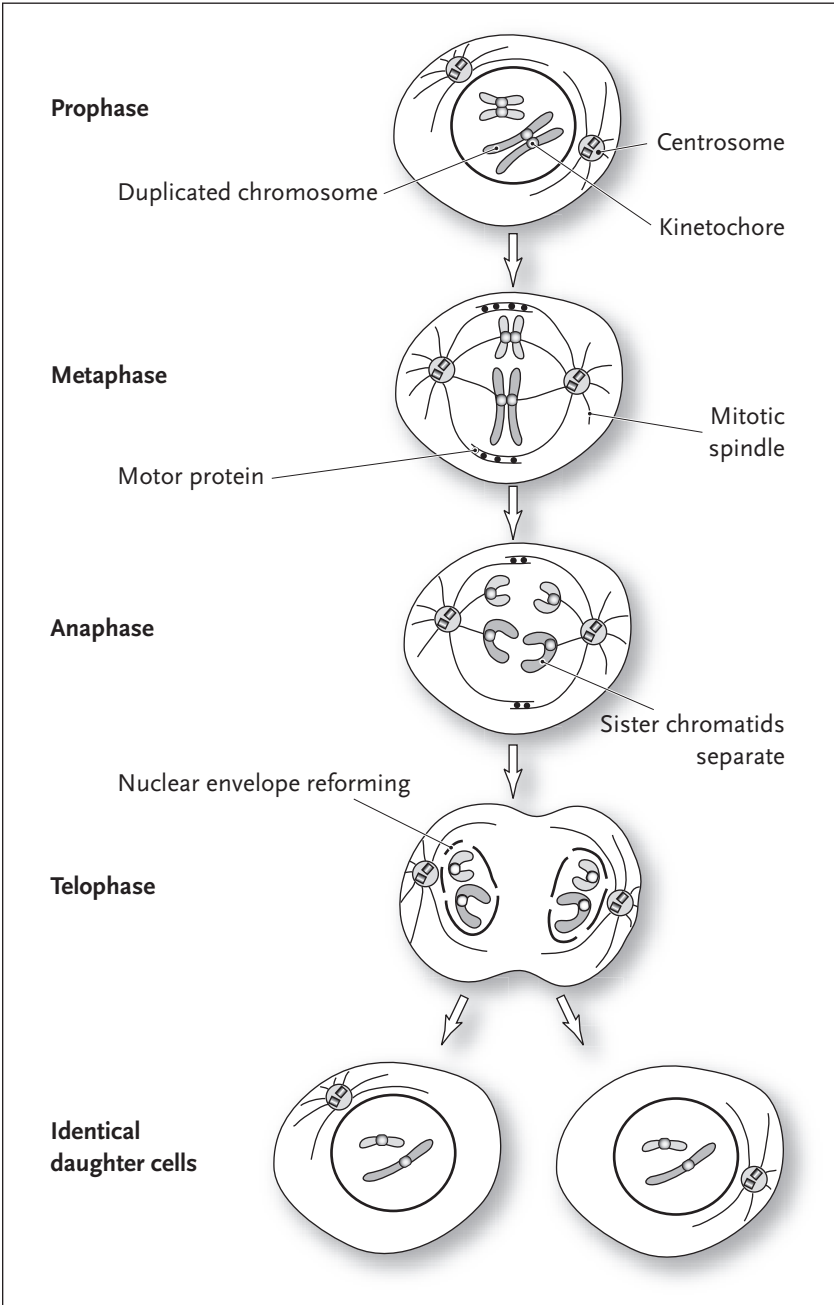 Prophase
Centrosome
Duplicated chromosome
Kinetochore
Metaphase
Mitotic
spindle
Motor protein
Anaphase
Sister chromatids
separate
Nuclear envelope reforming
Telophase
Identical
daughter cells